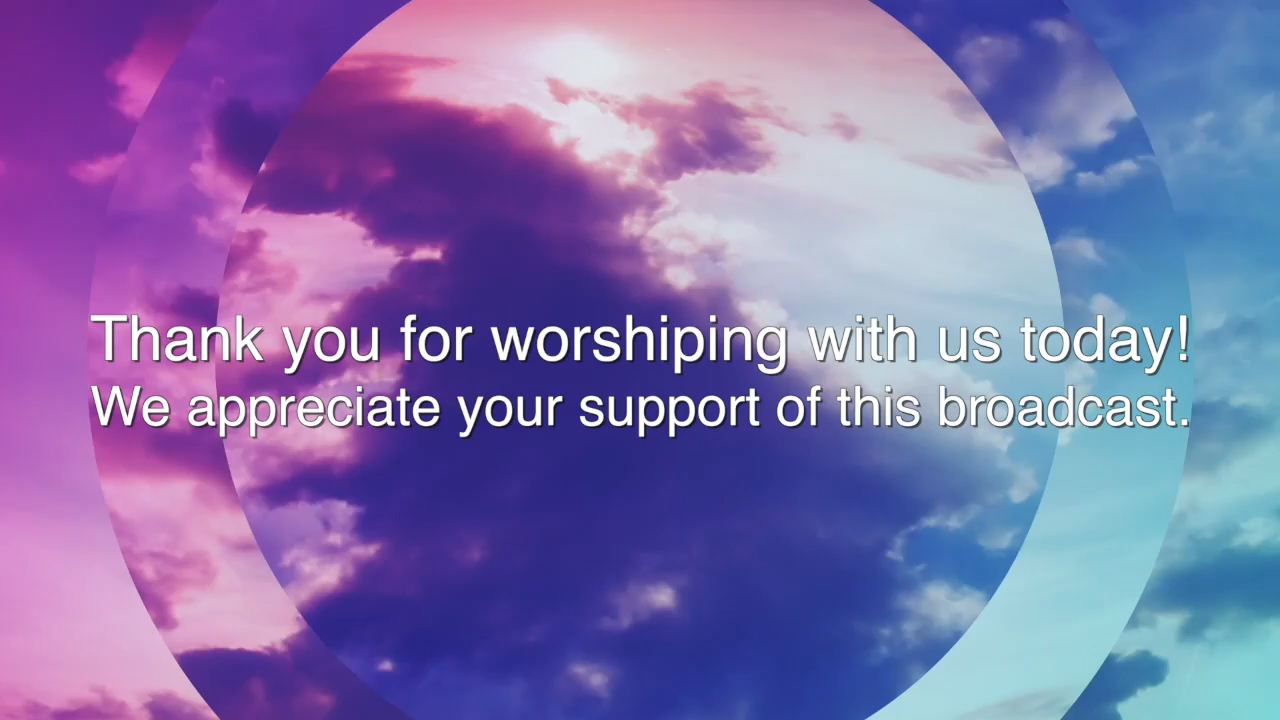 Thank you for worshiping with us today!
We appreciate your support of this broadcast.